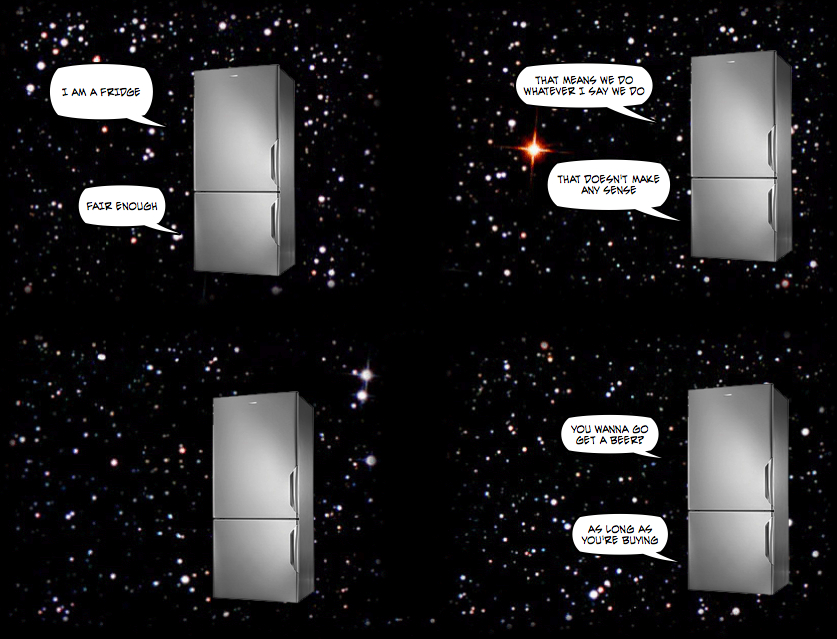 I AM A FRIDGE
FAIR ENOUGH
THAT MEANS WE DO
WHATEVER I SAY WE DO
THAT DOESN'T MAKE
ANY SENSE
YOU WANNA GO
GET A BEER?
AS LONG AS
YOU'RE BUYING